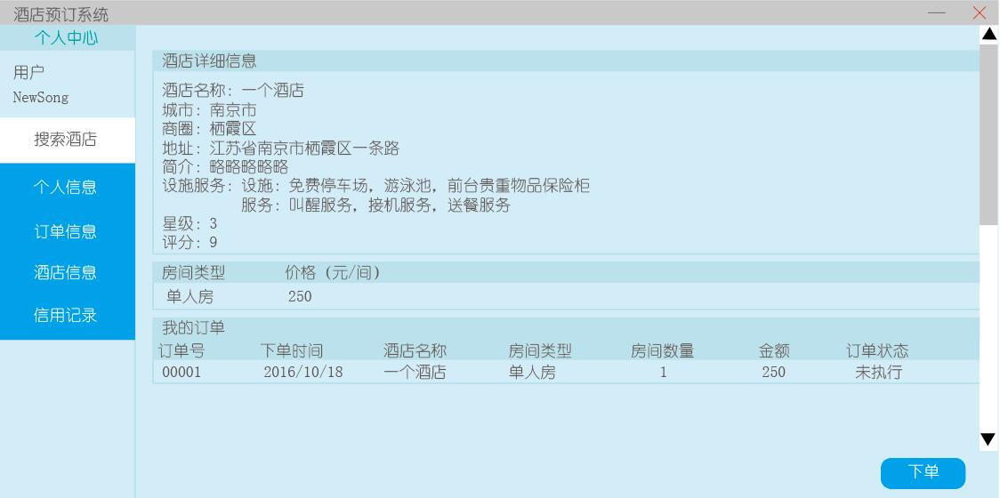 酒店预订系统
个人中心
用户
NewSong
搜索酒店
个人信息
订单信息
酒店信息
信用记录
酒店详细信息
酒店名称：一个酒店
城市：南京市
商圈：栖霞区
地址：江苏省南京市栖霞区一条路
简介：略略略略略
设施服务：设施：免费停车场，游泳池，前台贵重物品保险柜
服务：叫醒服务，接机服务，送餐服务
星级：3
评分：9
房间类型 价格（元/间）
单人房 250
我的订单
订单号 下单时间 酒店名称 房间类型 房间数量 金额 订单状态
00001 2016/10/18 一个酒店 单人房 1 250 未执行
下单